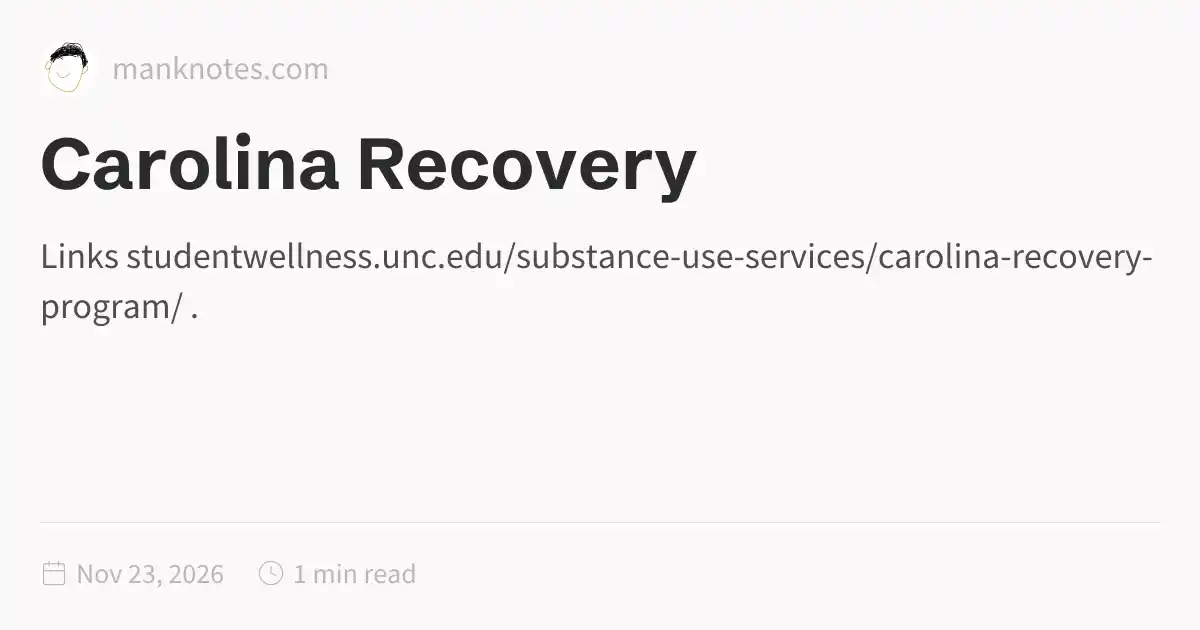 manknotes.com
Carolina Recovery
Links studentwellness.unc.edu/substance-use-services/carolina-recovery-
program/ .
Nov 23, 2026
1 min read